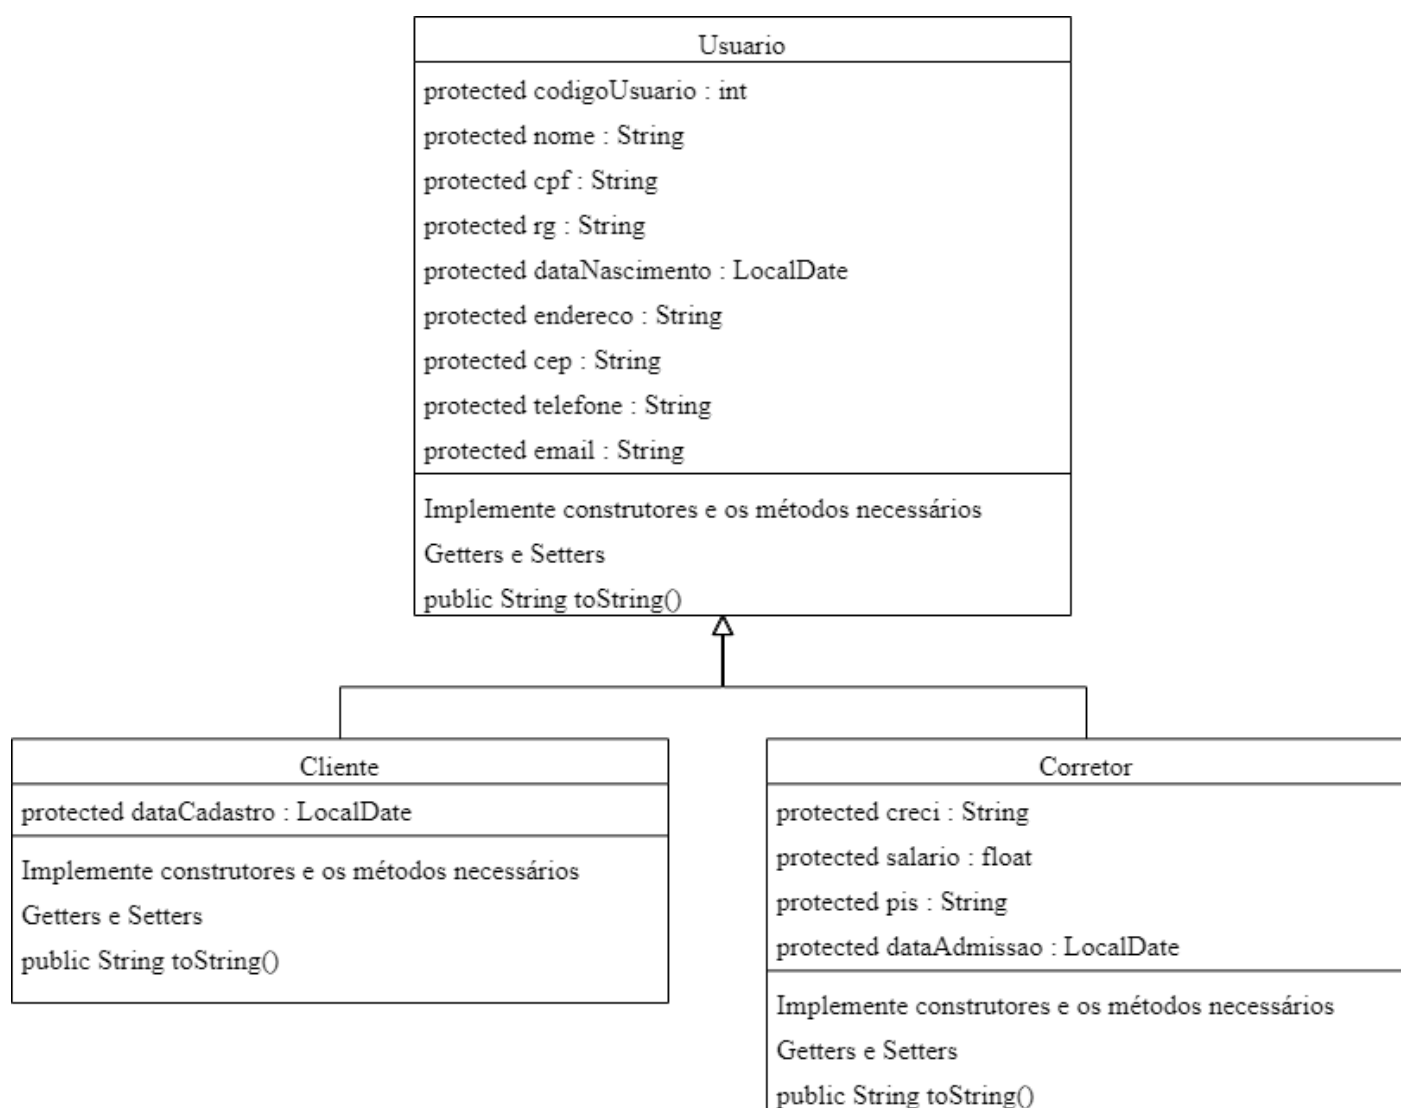 Usuario
protected codigoUsuario : int
protected nome : String
protected cpf : String
protected rg : String
protected dataNascimento : LocalDate
protected endereco : String
protected cep : String
protected telefone : String
protected email : String
Implemente construtores e os métodos necessários
Getters e Setters
public String toString()
Cliente
protected dataCadastro : LocalDate
Implemente construtores e os métodos necessários
Getters e Setters
public String toString()
Corretor
protected creci : String
protected salario : float
protected pis : String
protected dataAdmissao : LocalDate
Implemente construtores e os métodos necessários
Getters e Setters
public String toString()